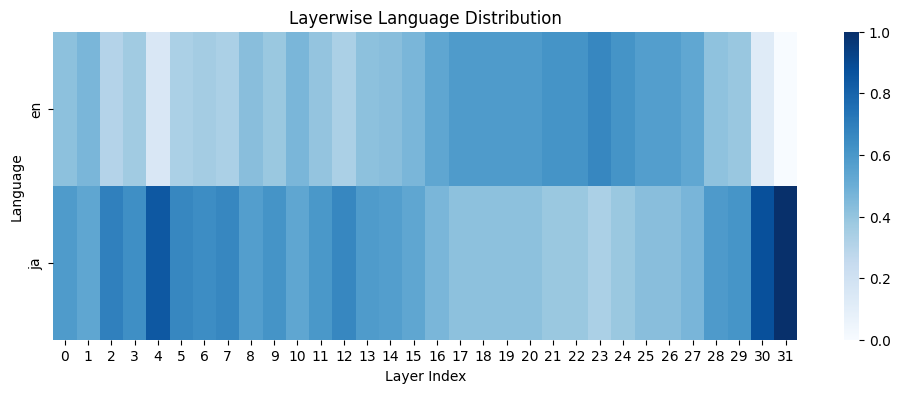 Layerwise Language Distribution
en
ja
Language
0 1 2 3 4 5 6 7 8 9 10 11 12 13 14 15 16 17 18 19 20 21 22 23 24 25 26 27 28 29 30 31
Layer Index
1.0
0.8
0.6
0.4
0.2
0.0